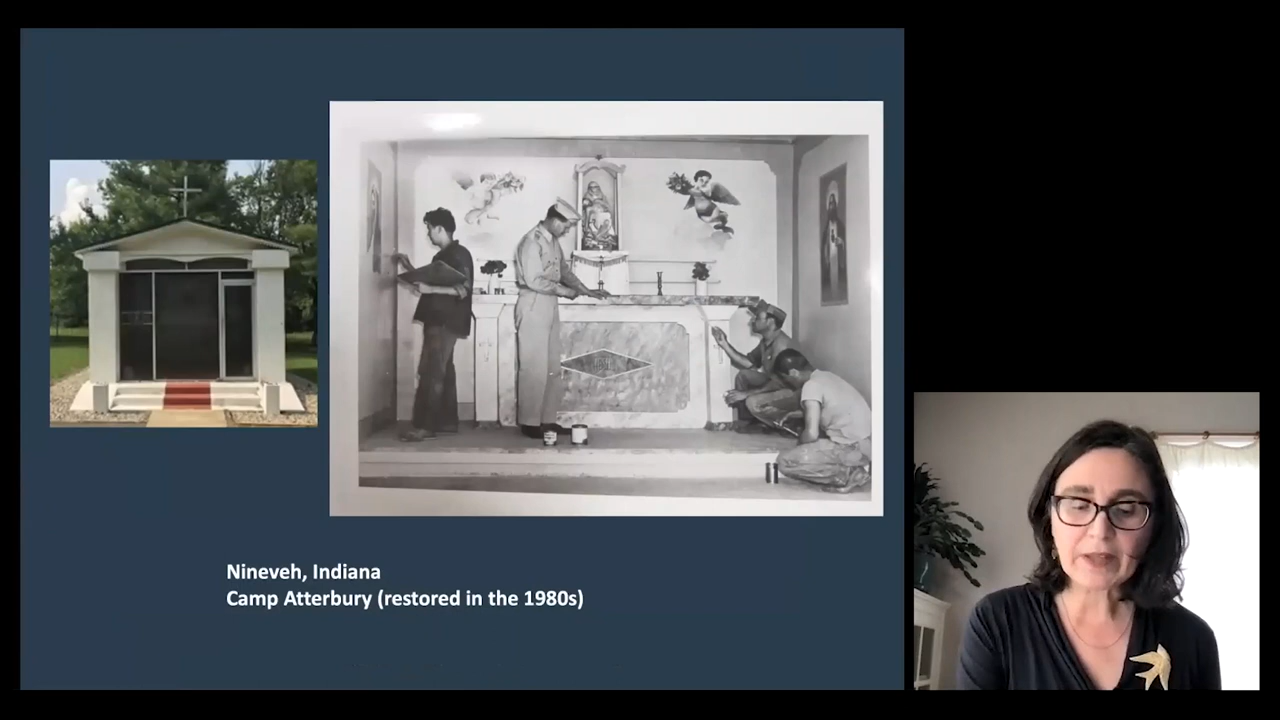 Nineveh, Indiana
Camp Atterbury (restored in the 1980s)